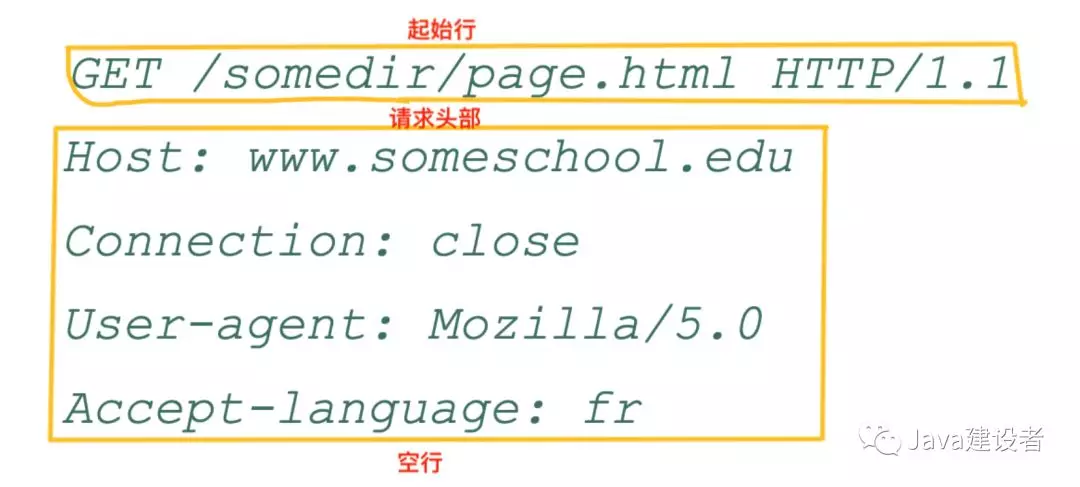 起始行
GET /somedir/page.html HTTP/1.1
请求头部
Host: www.someschool.edu
Connection: close
User-agent: Mozilla/5.0
Accept-language: fr
Java建设者
空行